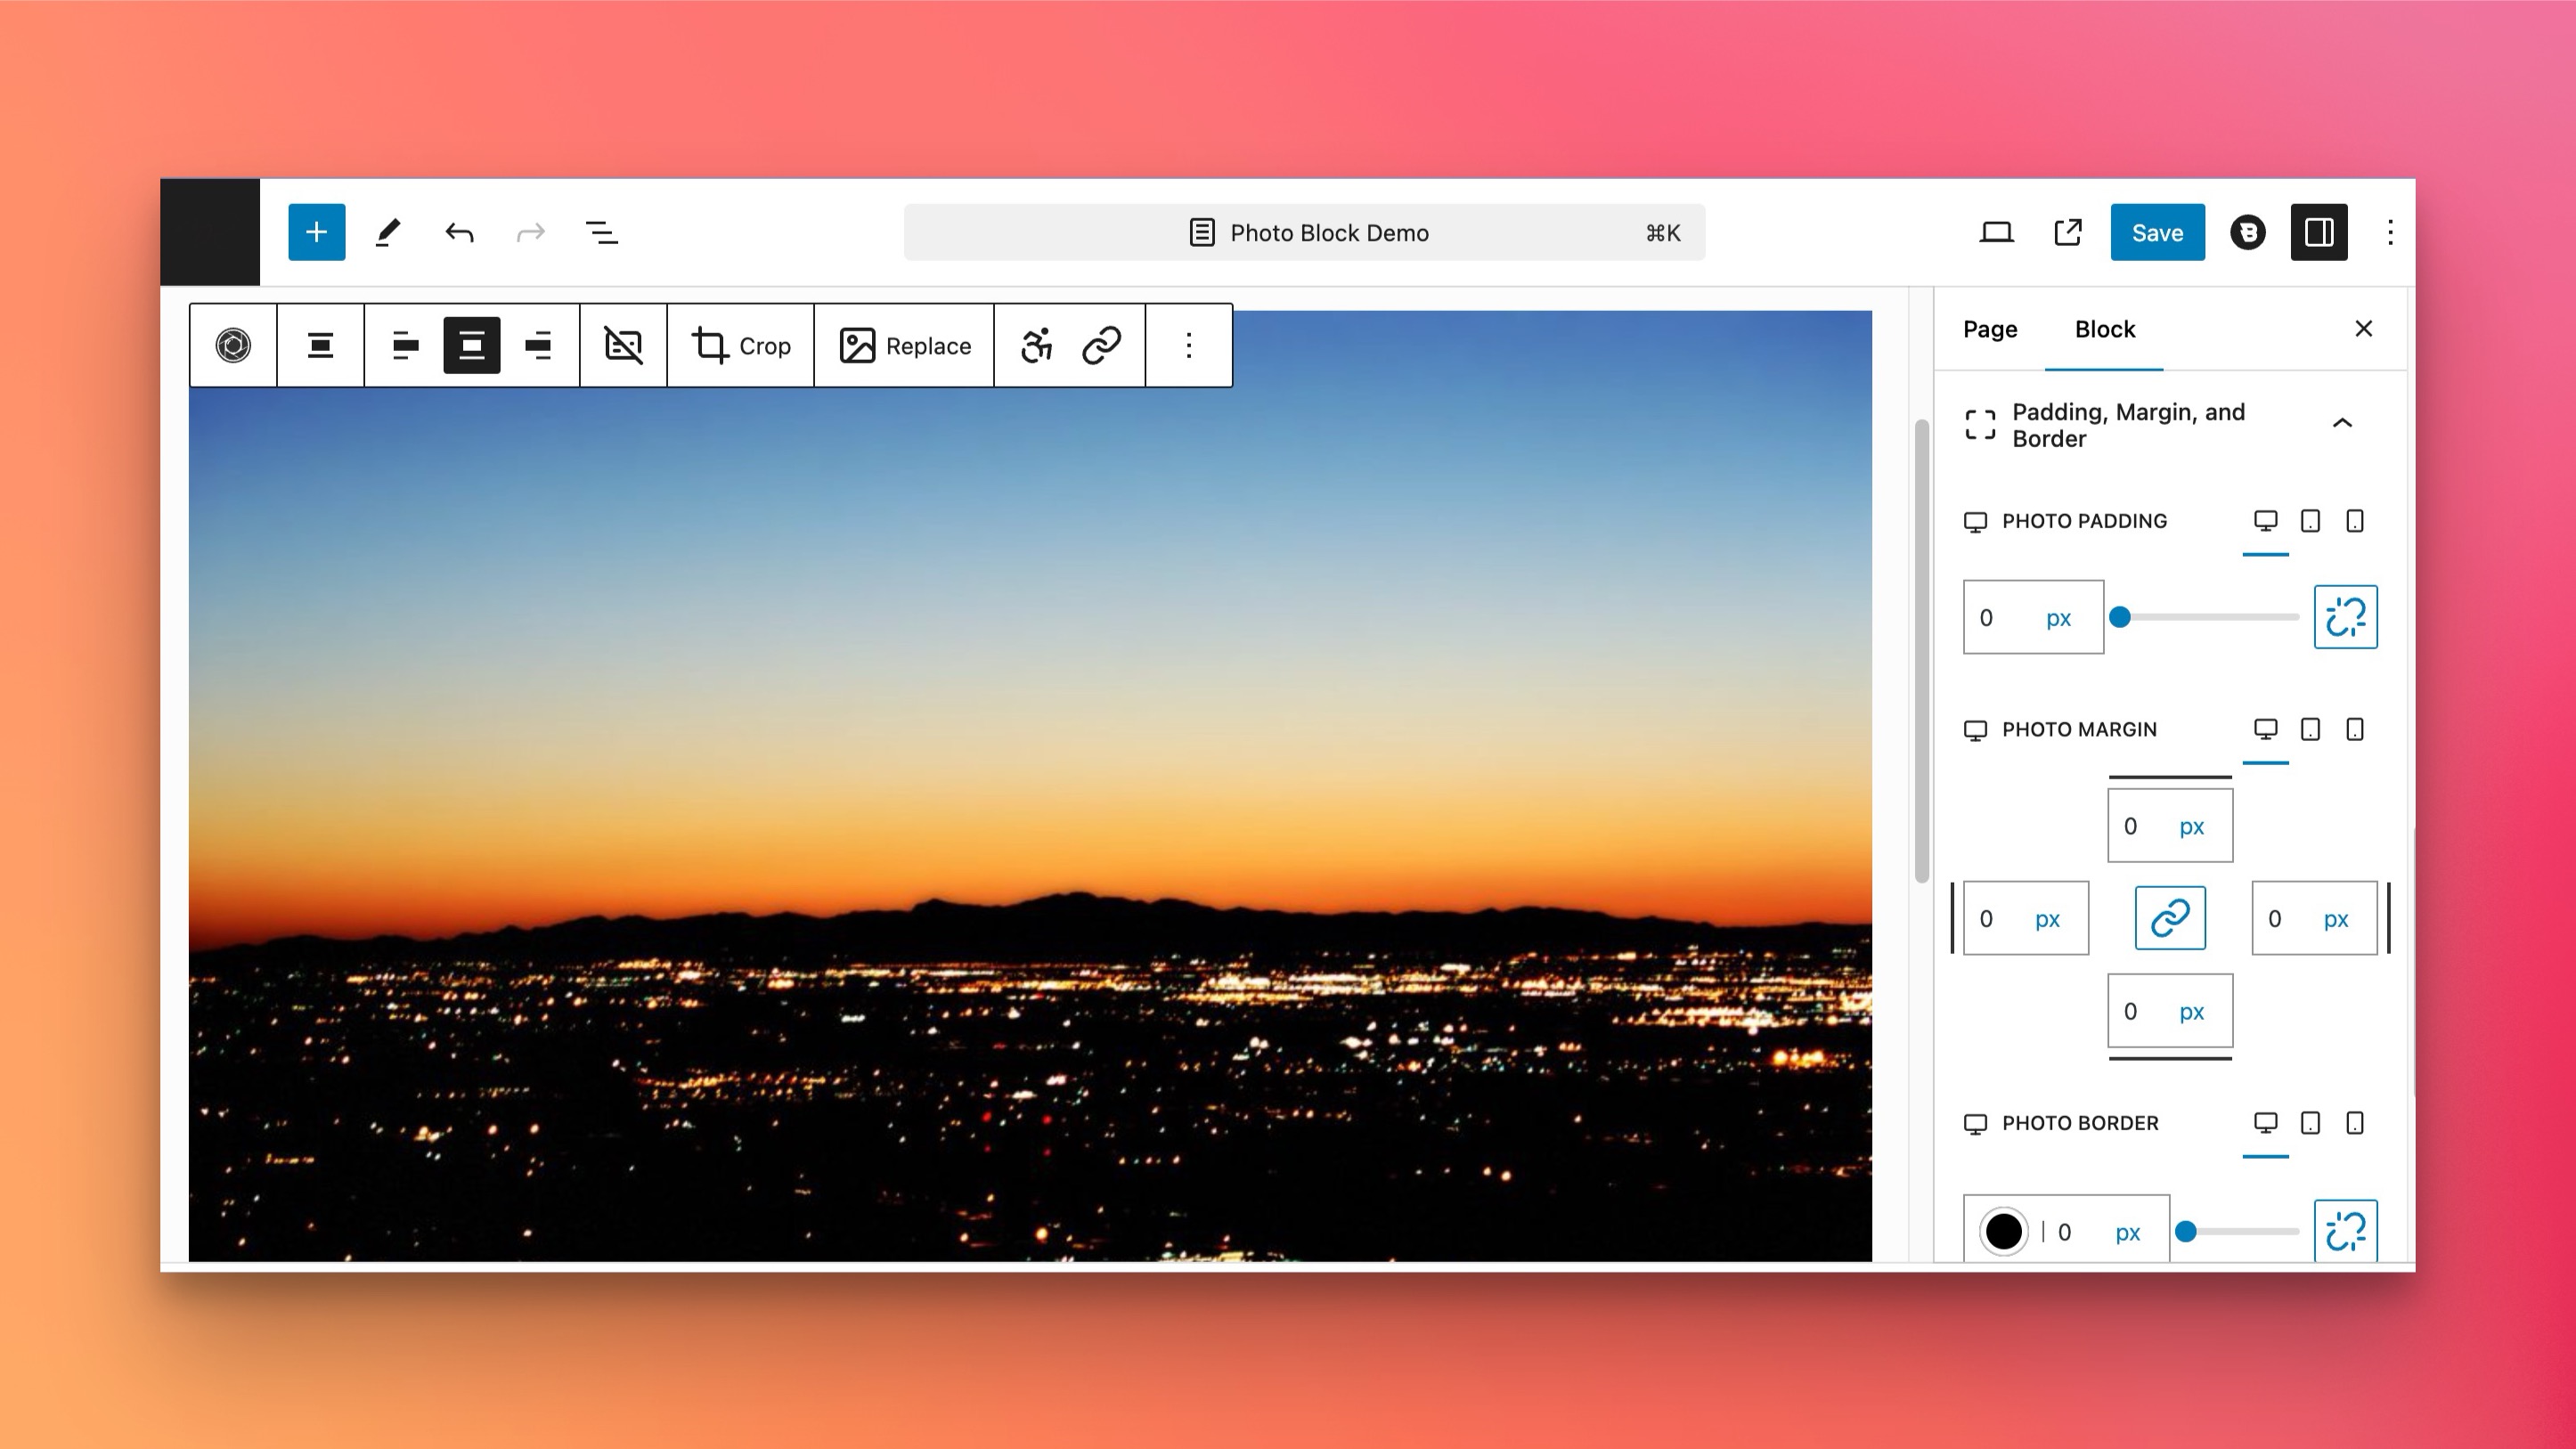 Photo Block Demo
⌘K
Save
B
Crop
Replace
Page
Block
Padding, Margin, and
Border
PHOTO PADDING
0 px
PHOTO MARGIN
0 px
0 px
0 px
0 px
PHOTO BORDER
0 px